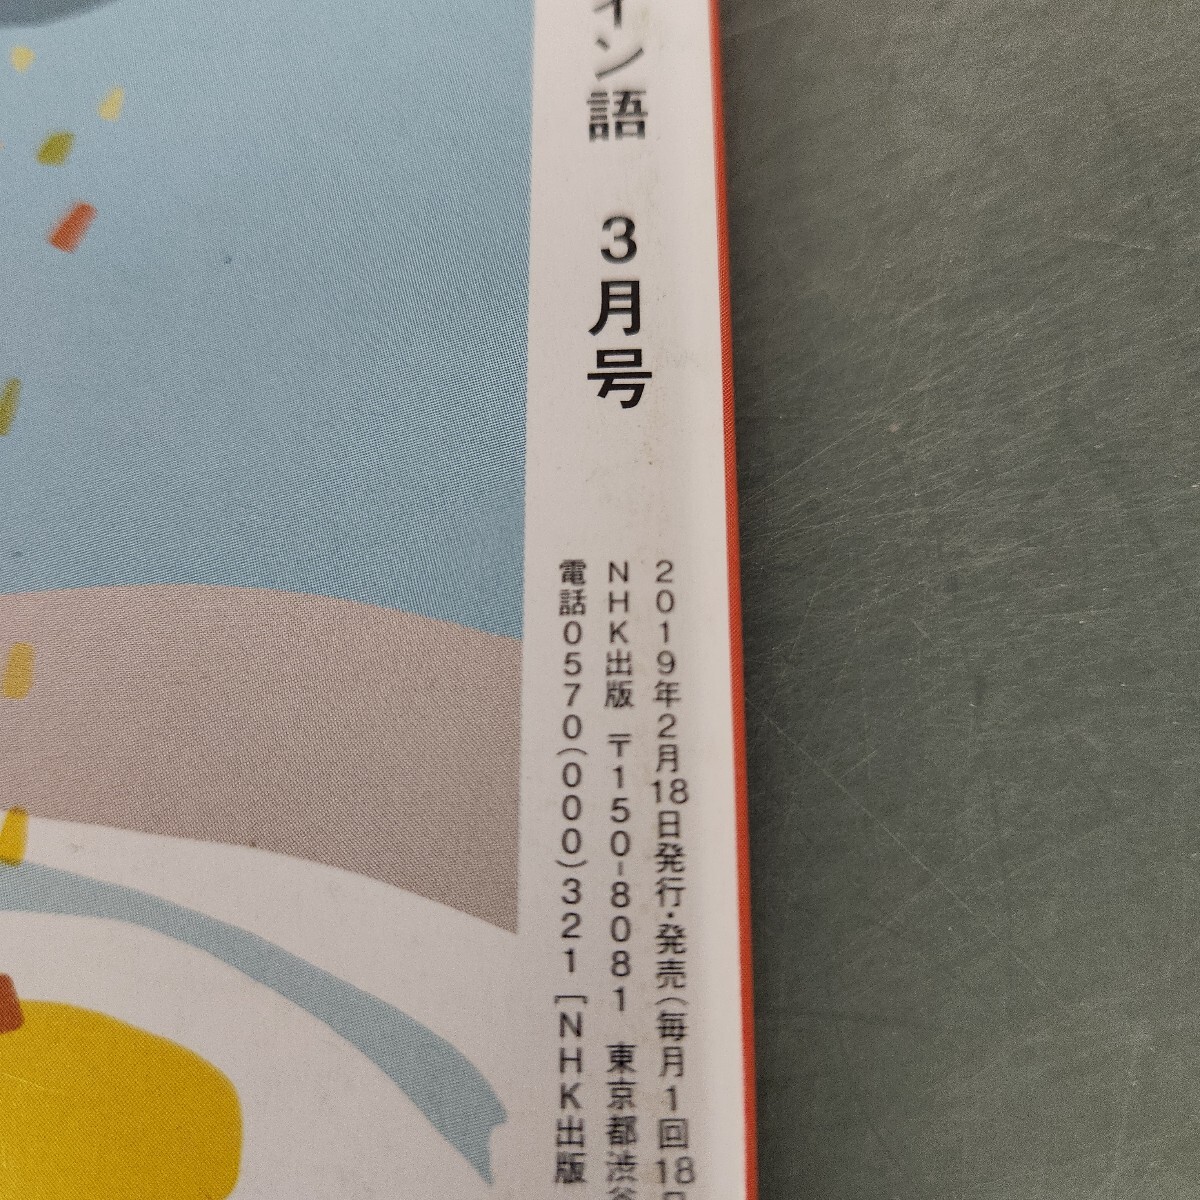 イン語 3月号
2019年2月18日発行・発売(毎月1回18日
NHK出版 〒150-8081 東京都渋谷
電話0570(000)321[NHK出版